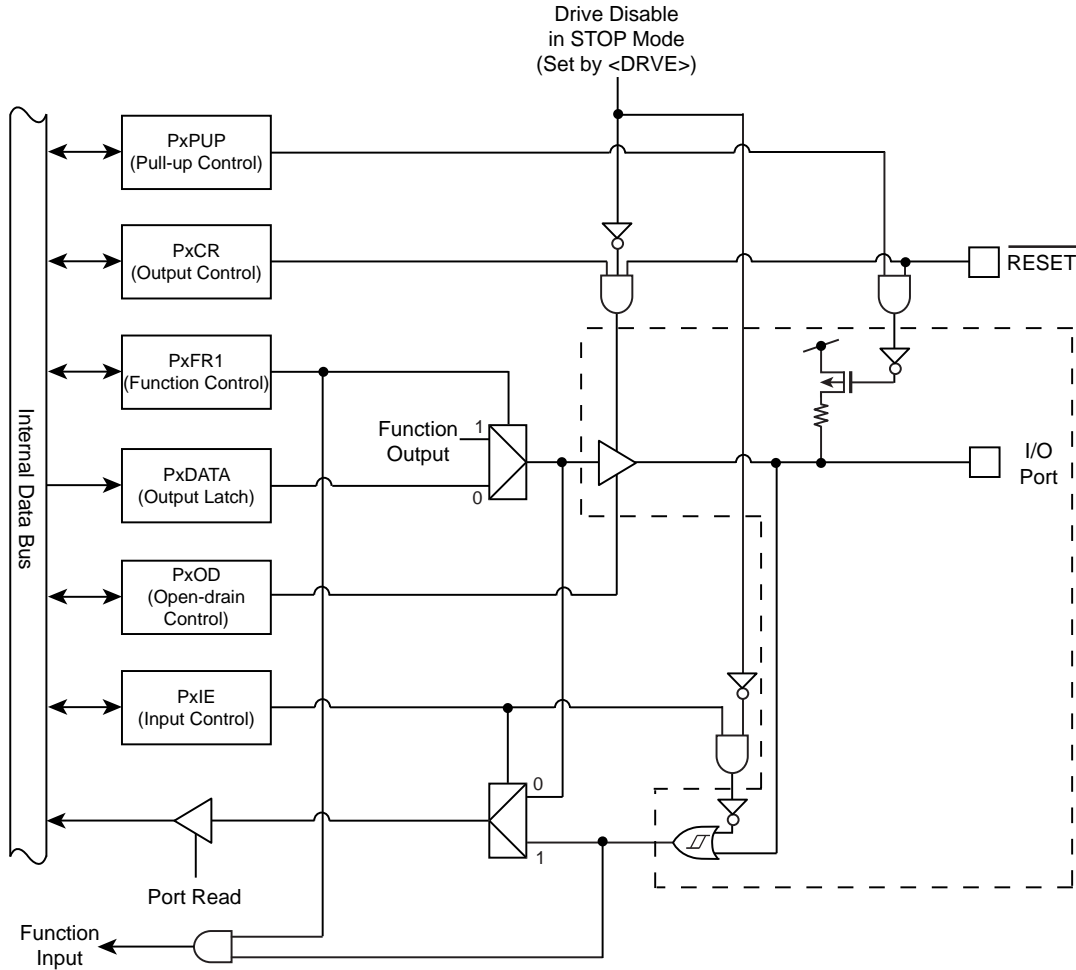 Drive Disable
in STOP Mode
(Set by <DRVE>)
PxPUP
(Pull-up Control)
PxCR
(Output Control)
RESET
PxFR1
(Function Control)
Function
Output
1
0
I/O
Port
PxDATA
(Output Latch)
Internal Data Bus
PxOD
(Open-drain
Control)
PxIE
(Input Control)
0
1
Port Read
Function
Input